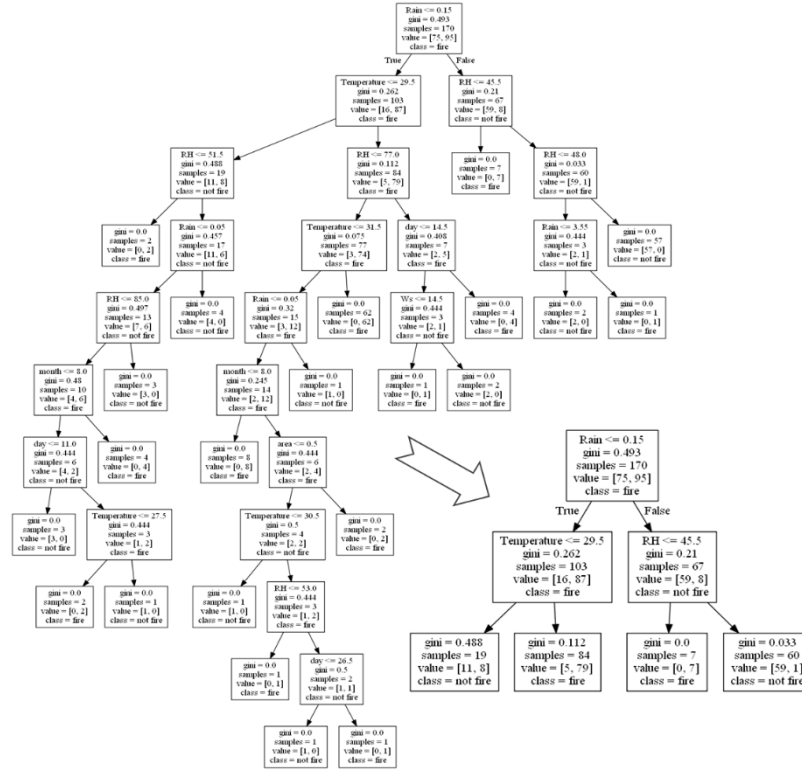 Rain <= 0.15
gini = 0.493
samples = 170
value = [75, 95]
class = fire
True
False
Temperature <= 29.5
gini = 0.262
samples = 103
value = [16, 87]
class = fire
RH <= 45.5
gini = 0.21
samples = 67
value = [59, 8]
class = not fire
RH <= 51.5
gini = 0.488
samples = 19
value = [11, 8]
class = not fire
RH <= 77.0
gini = 0.112
samples = 84
value = [5, 79]
class = fire
gini = 0.0
samples = 7
value = [0, 7]
class = fire
RH <= 48.0
gini = 0.033
samples = 60
value = [59, 1]
class = not fire
gini = 0.0
samples = 2
value = [0, 2]
class = fire
Rain <= 0.05
gini = 0.457
samples = 17
value = [11, 6]
class = not fire
Temperature <= 31.5
gini = 0.075
samples = 77
value = [3, 74]
class = fire
day <= 14.5
gini = 0.408
samples = 7
value = [2, 5]
class = fire
Rain <= 3.55
gini = 0.444
samples = 3
value = [2, 1]
class = not fire
gini = 0.0
samples = 57
value = [57, 0]
class = not fire
RH <= 85.0
gini = 0.497
samples = 13
value = [7, 6]
class = not fire
gini = 0.0
samples = 4
value = [4, 0]
class = not fire
Rain <= 0.05
gini = 0.32
samples = 15
value = [3, 12]
class = fire
gini = 0.0
samples = 62
value = [0, 62]
class = fire
Ws <= 14.5
gini = 0.444
samples = 3
value = [2, 1]
class = not fire
gini = 0.0
samples = 4
value = [0, 4]
class = fire
gini = 0.0
samples = 2
value = [2, 0]
class = not fire
gini = 0.0
samples = 1
value = [0, 1]
class = fire
month <= 8.0
gini = 0.48
samples = 10
value = [4, 6]
class = fire
gini = 0.0
samples = 3
value = [3, 0]
class = not fire
month <= 8.0
gini = 0.245
samples = 14
value = [2, 12]
class = fire
gini = 0.0
samples = 1
value = [1, 0]
class = not fire
gini = 0.0
samples = 1
value = [0, 1]
class = fire
gini = 0.0
samples = 2
value = [2, 0]
class = not fire
day <= 11.0
gini = 0.444
samples = 6
value = [4, 2]
class = not fire
gini = 0.0
samples = 4
value = [0, 4]
class = fire
gini = 0.0
samples = 8
value = [0, 8]
class = fire
area <= 0.5
gini = 0.444
samples = 6
value = [2, 4]
class = fire
gini = 0.0
samples = 3
value = [3, 0]
class = not fire
Temperature <= 27.5
gini = 0.444
samples = 3
value = [1, 2]
class = fire
Temperature <= 30.5
gini = 0.5
samples = 4
value = [2, 2]
class = not fire
gini = 0.0
samples = 2
value = [0, 2]
class = fire
gini = 0.0
samples = 2
value = [0, 2]
class = fire
gini = 0.0
samples = 1
value = [1, 0]
class = not fire
gini = 0.0
samples = 1
value = [1, 0]
class = not fire
RH <= 53.0
gini = 0.444
samples = 3
value = [1, 2]
class = fire
gini = 0.0
samples = 1
value = [0, 1]
class = fire
day <= 26.5
gini = 0.5
samples = 2
value = [1, 1]
class = not fire
gini = 0.0
samples = 1
value = [1, 0]
class = not fire
gini = 0.0
samples = 1
value = [0, 1]
class = fire
Rain <= 0.15
gini = 0.493
samples = 170
value = [75, 95]
class = fire
True
False
Temperature <= 29.5
gini = 0.262
samples = 103
value = [16, 87]
class = fire
RH <= 45.5
gini = 0.21
samples = 67
value = [59, 8]
class = not fire
gini = 0.488
samples = 19
value = [11, 8]
class = not fire
gini = 0.112
samples = 84
value = [5, 79]
class = fire
gini = 0.0
samples = 7
value = [0, 7]
class = fire
gini = 0.033
samples = 60
value = [59, 1]
class = not fire